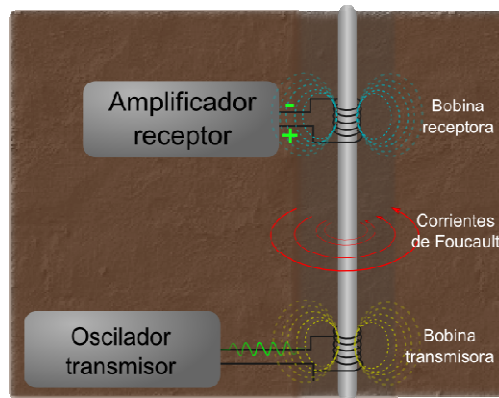 Amplificador
receptor
-
+
Bobina
receptora
Corrientes
de Foucault
Oscilador
transmisor
Bobina
transmisora